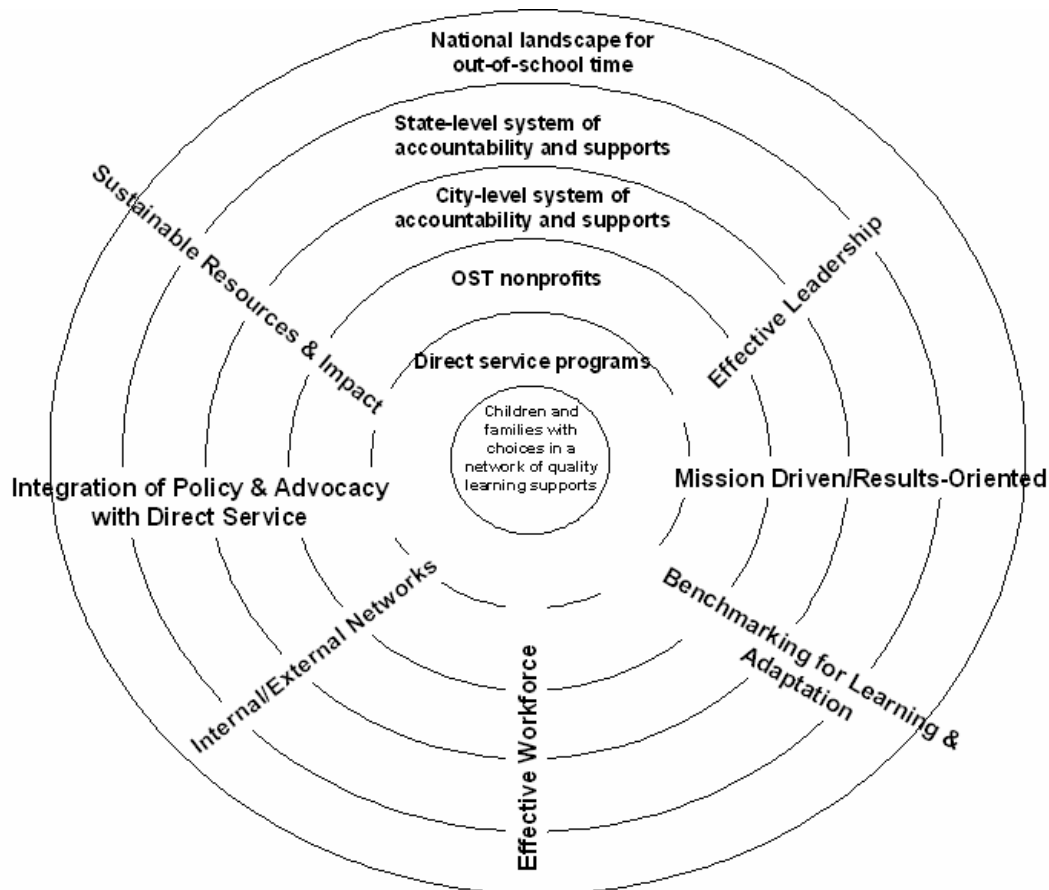 National landscape for
out-of-school time
State-level system of
accountability and supports
City-level system of
accountability and supports
OST nonprofits
Direct service programs
Children and
families with
choices in a
network of quality
learning supports
Sustainable Resources & Impact
Effective Leadership
Integration of Policy & Advocacy
with Direct Service
Mission Driven/Results-Oriented
Internal/External Networks
Effective Workforce
Benchmarking for Learning &
Adaptation